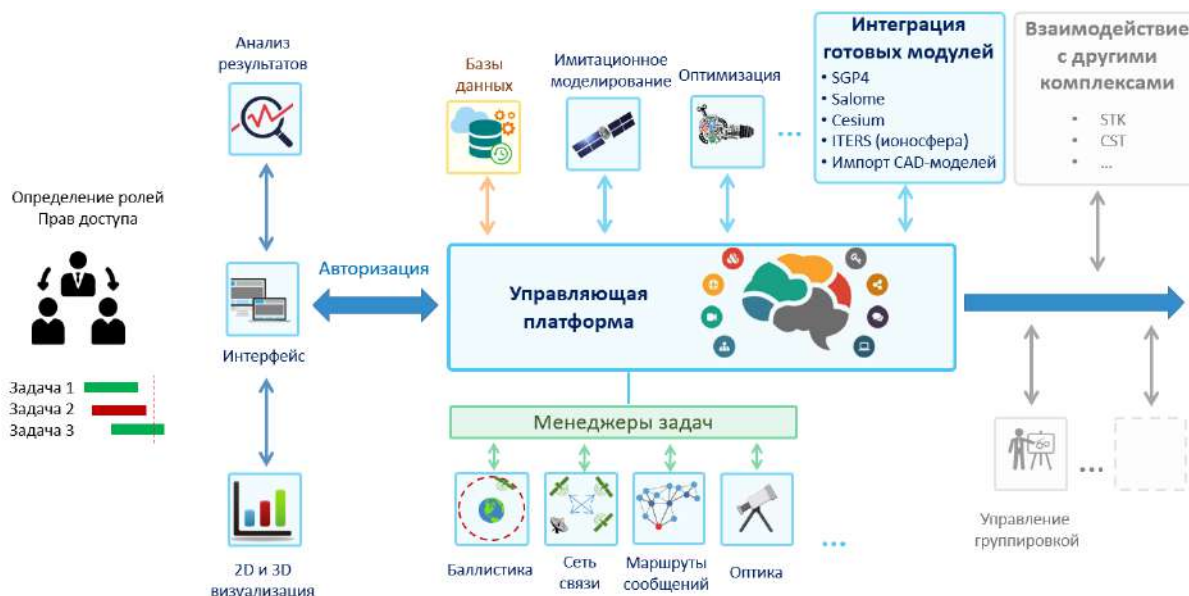 Анализ
результатов
Базы
данных
Имитационное
моделирование
Оптимизация
...
Интеграция
готовых модулей
• SGP4
• Salome
• Cesium
• ITERS (ионосфера)
• Импорт CAD-моделей
Взаимодействие
с другими
комплексами
• STK
• CST
• ...
Определение ролей
Прав доступа
Авторизация
Интерфейс
Управляющая
платформа
Задача 1
Задача 2
Задача 3
Менеджеры задач
2D и 3D
визуализация
Баллистика
Сеть
связи
Маршруты
сообщений
Оптика
...
Управление
группировкой
...